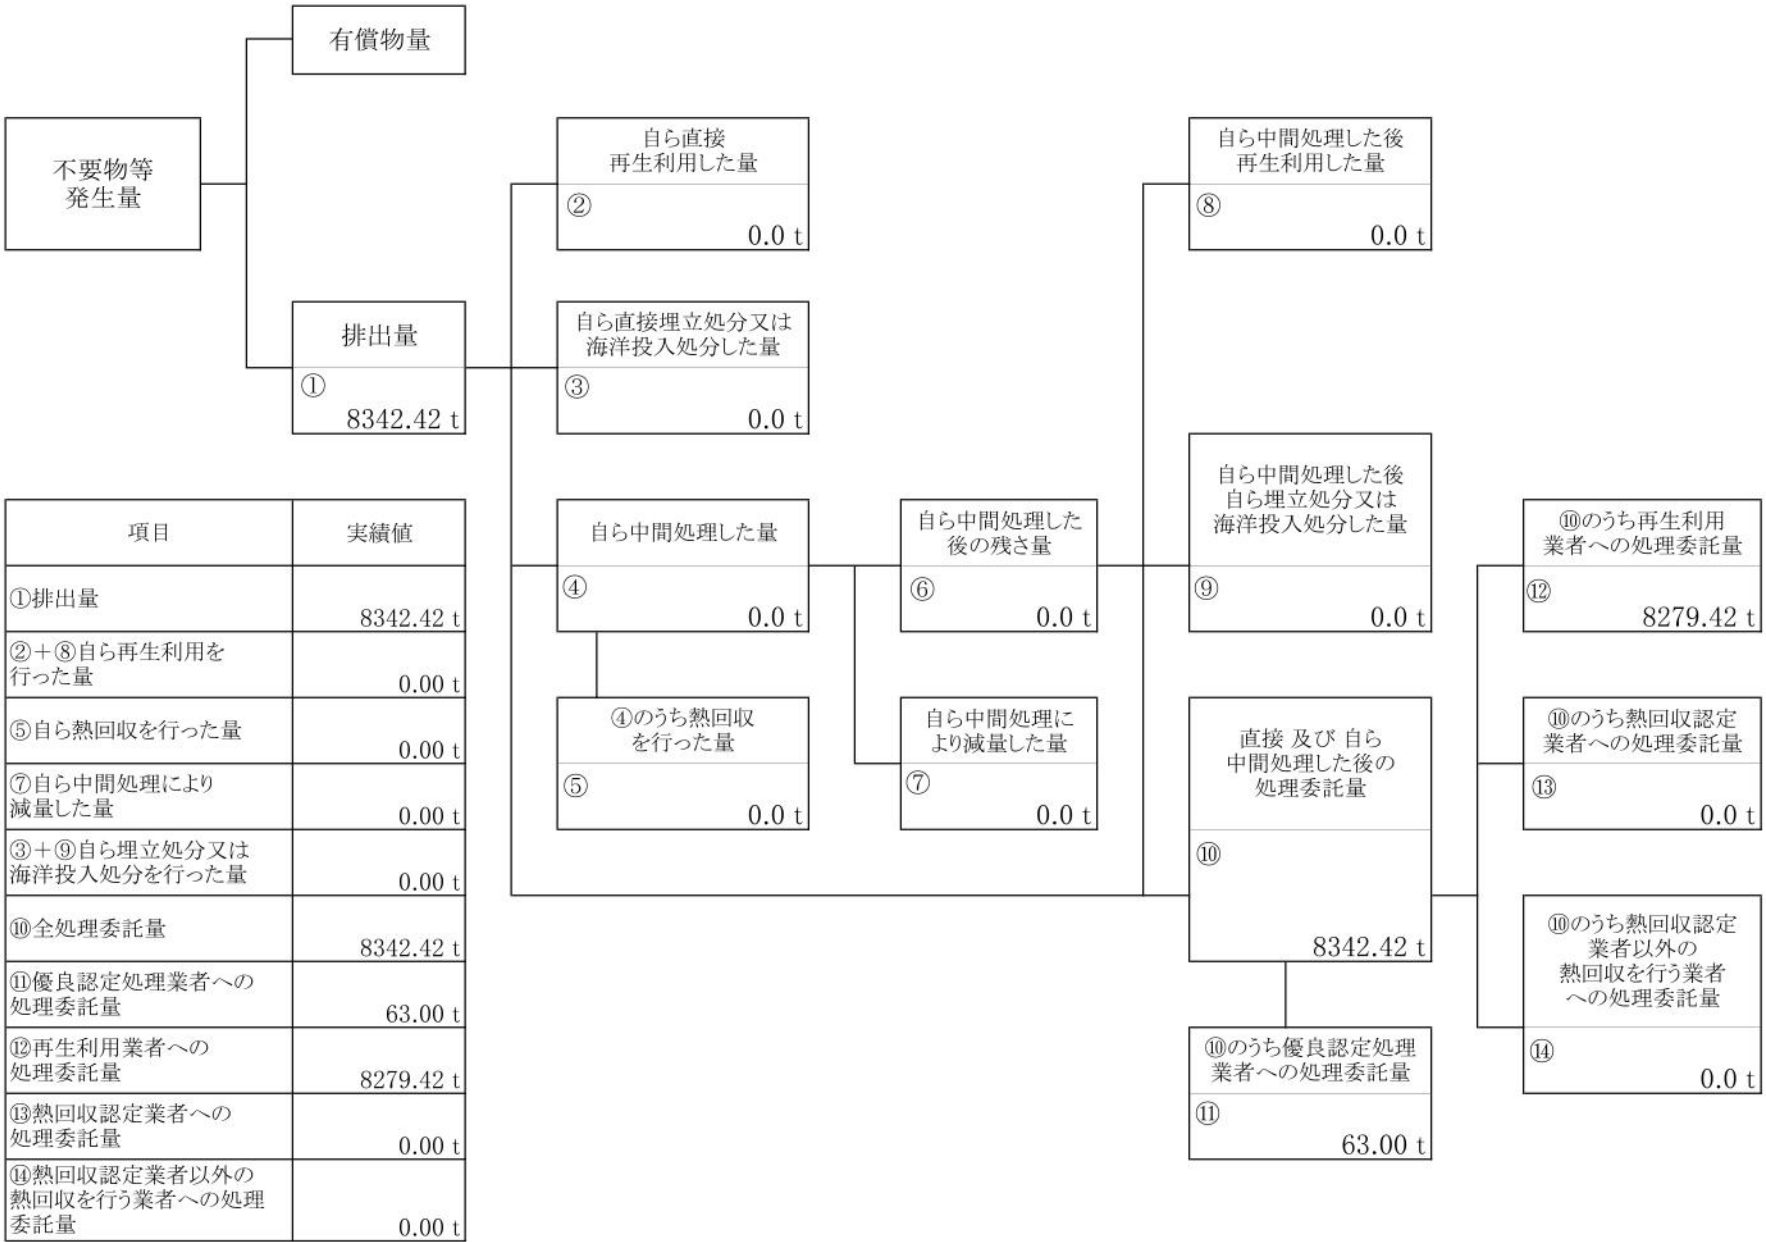 有償物量
不要物等
発生量
自ら直接
再生利用した量
②
0.0 t
自ら中間処理した後
再生利用した量
⑧
0.0 t
排出量
①
8342.42 t
自ら直接埋立処分又は
海洋投入処分した量
③
0.0 t
自ら中間処理した量
④
0.0 t
自ら中間処理した
後の残さ量
⑥
0.0 t
自ら中間処理した後
自ら埋立処分又は
海洋投入処分した量
⑨
0.0 t
⑩のうち再生利用
業者への処理委託量
⑫
8279.42 t
④のうち熱回収
を行った量
⑤
0.0 t
自ら中間処理に
より減量した量
⑦
0.0 t
直接 及び 自ら
中間処理した後の
処理委託量
⑩
8342.42 t
⑩のうち熱回収認定
業者への処理委託量
⑬
0.0 t
⑩のうち熱回収認定
業者以外の
熱回収を行う業者
への処理委託量
⑭
0.0 t
⑩のうち優良認定処理
業者への処理委託量
⑪
63.00 t
項目 実績値
①排出量
8342.42 t
②＋⑧自ら再生利用を
行った量
0.00 t
⑤自ら熱回収を行った量
0.00 t
⑦自ら中間処理により
減量した量
0.00 t
③＋⑨自ら埋立処分又は
海洋投入処分を行った量
0.00 t
⑩全処理委託量
8342.42 t
⑪優良認定処理業者への
処理委託量
63.00 t
⑫再生利用業者への
処理委託量
8279.42 t
⑬熱回収認定業者への
処理委託量
0.00 t
⑭熱回収認定業者以外の
熱回収を行う業者への処理
委託量
0.00 t